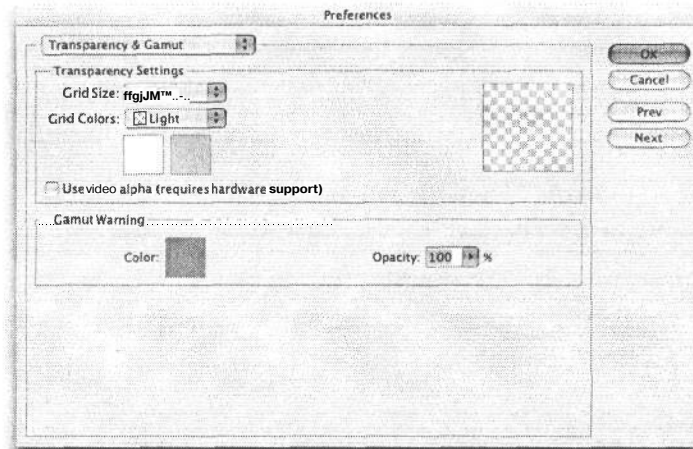 Preferences
Transparency & Gamut
OK
Transparency Settings
Cancel
Grid Size: ffgjJM™..-..
Prev
Grid Colors: Light
Next
Use video alpha (requires hardware support)
Gamut Warning
Color:
Opacity: 100 %